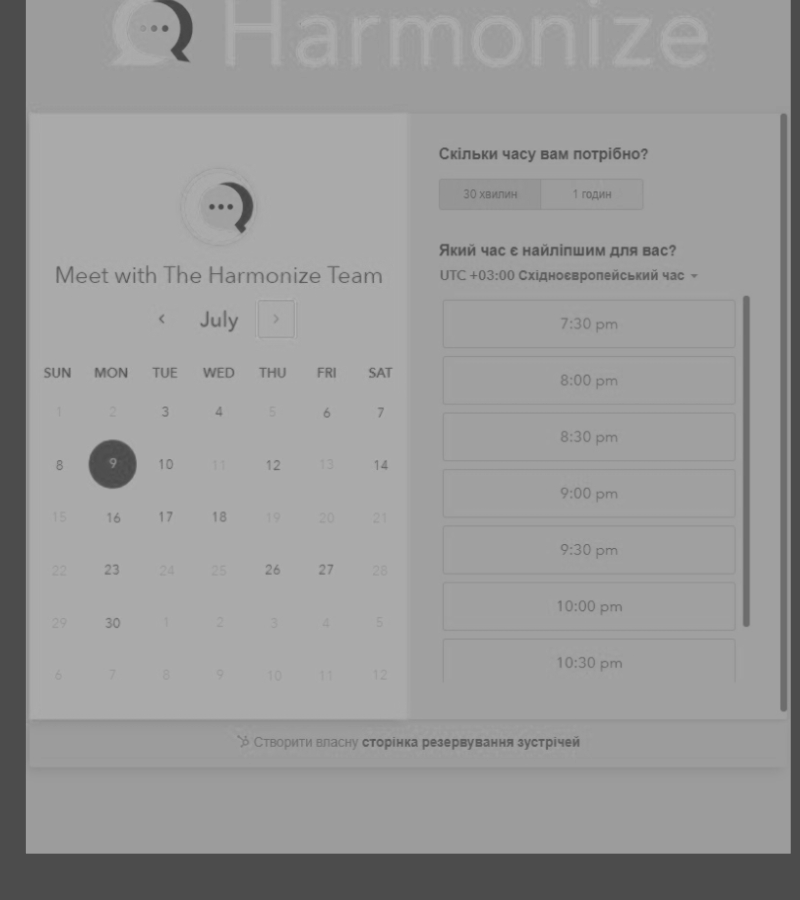 Harmonize
Meet with The Harmonize Team
‹ July ›
SUN MON TUE WED THU FRI SAT
1 2 3 4 5 6 7
8 9 10 11 12 13 14
15 16 17 18 19 20 21
22 23 24 25 26 27 28
29 30 1 2 3 4 5
6 7 8 9 10 11 12
Скільки часу вам потрібно?
30 хвилин 1 годин
Який час є найліпшим для вас?
UTC +03:00 Східноєвропейський час
7:30 pm
8:00 pm
8:30 pm
9:00 pm
9:30 pm
10:00 pm
10:30 pm
Створити власну сторінка резервування зустрічей